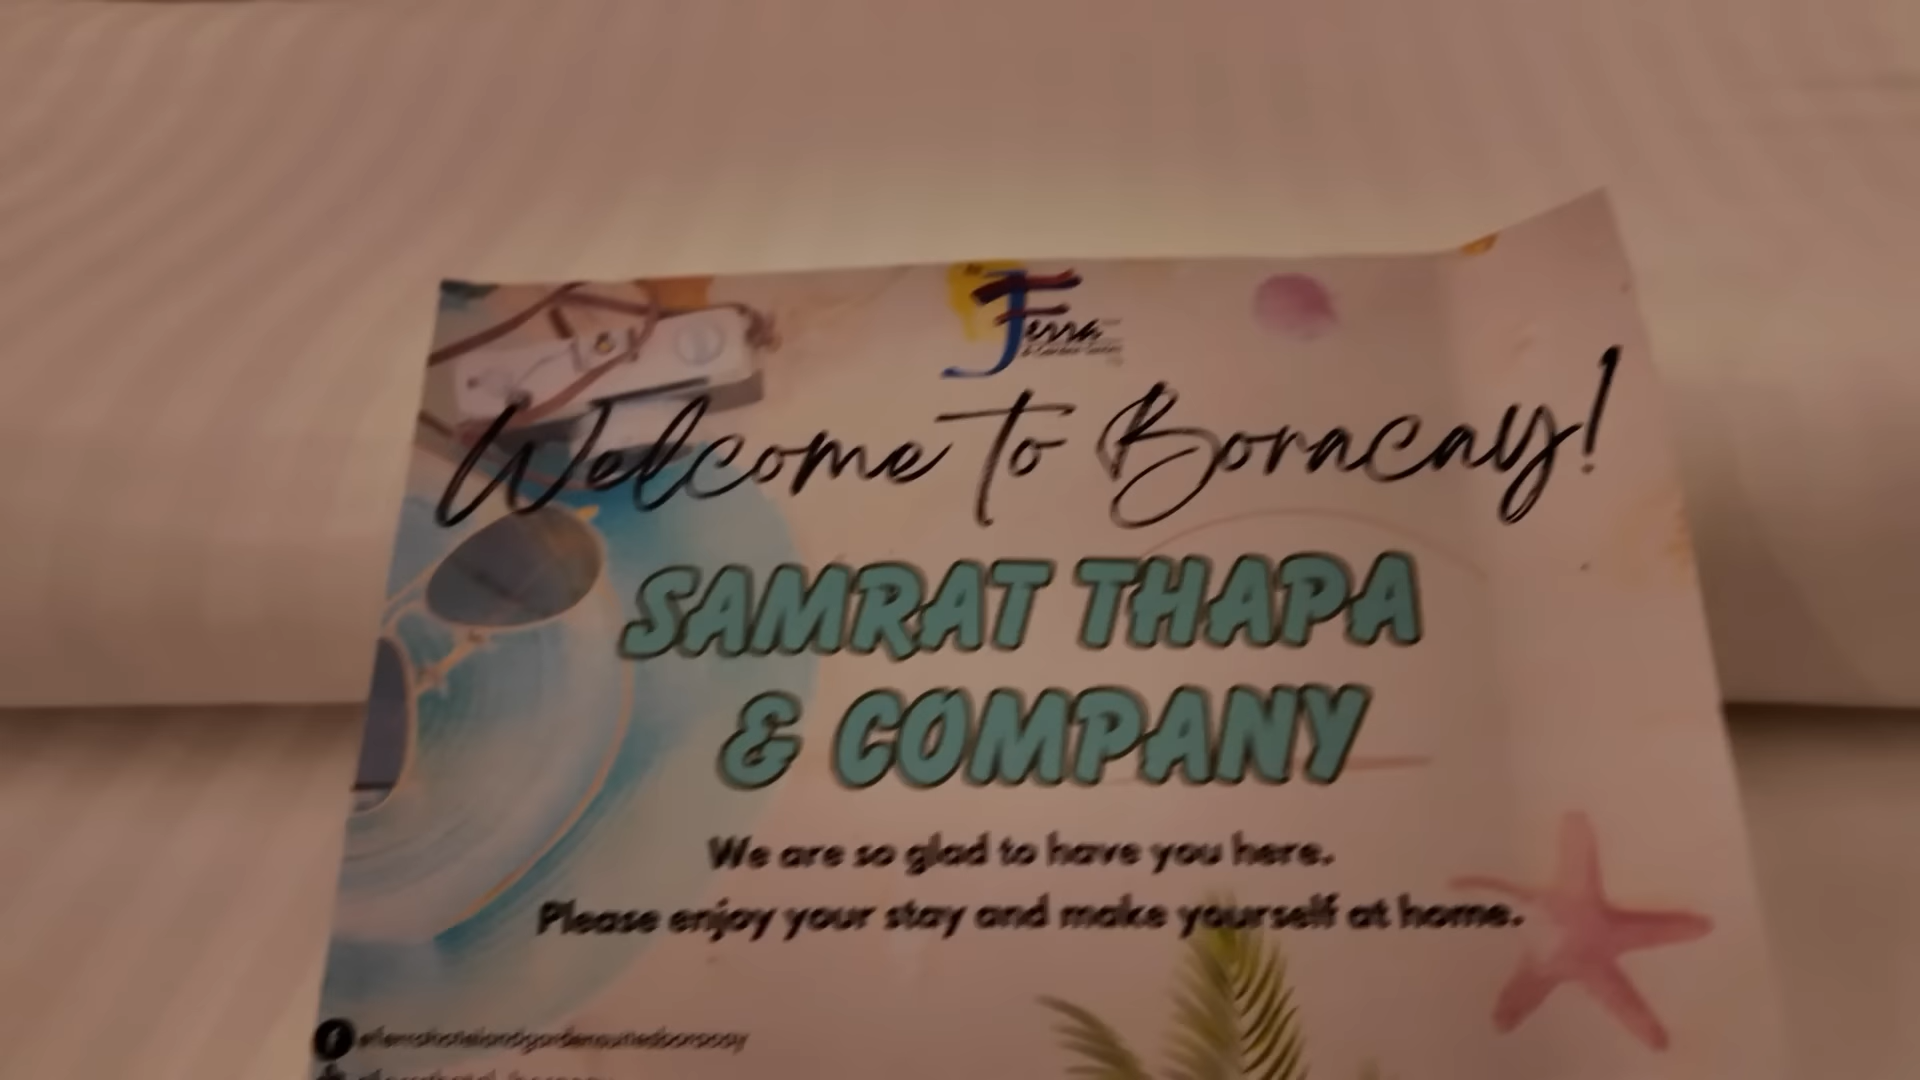 Ferra
Welcome to Boracay!
SAMRAT THAPA
& COMPANY
We are so glad to have you here.
Please enjoy your stay and make yourself at home.